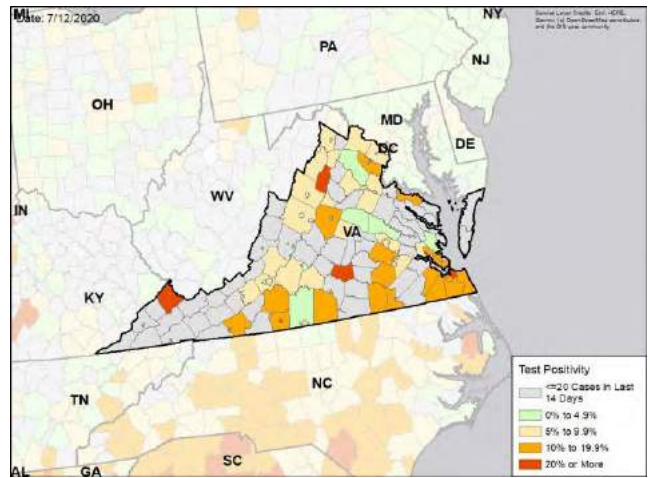 MI
Date: 7/12/2020
NY
PA
NJ
OH
MD
DE
DC
WV
IN
VA
KY
TN
NC
SC
AL
GA
Test Positivity
<=20 Cases in Last
14 Days
0% to 4.9%
5% to 9.9%
10% to 19.9%
20% or More